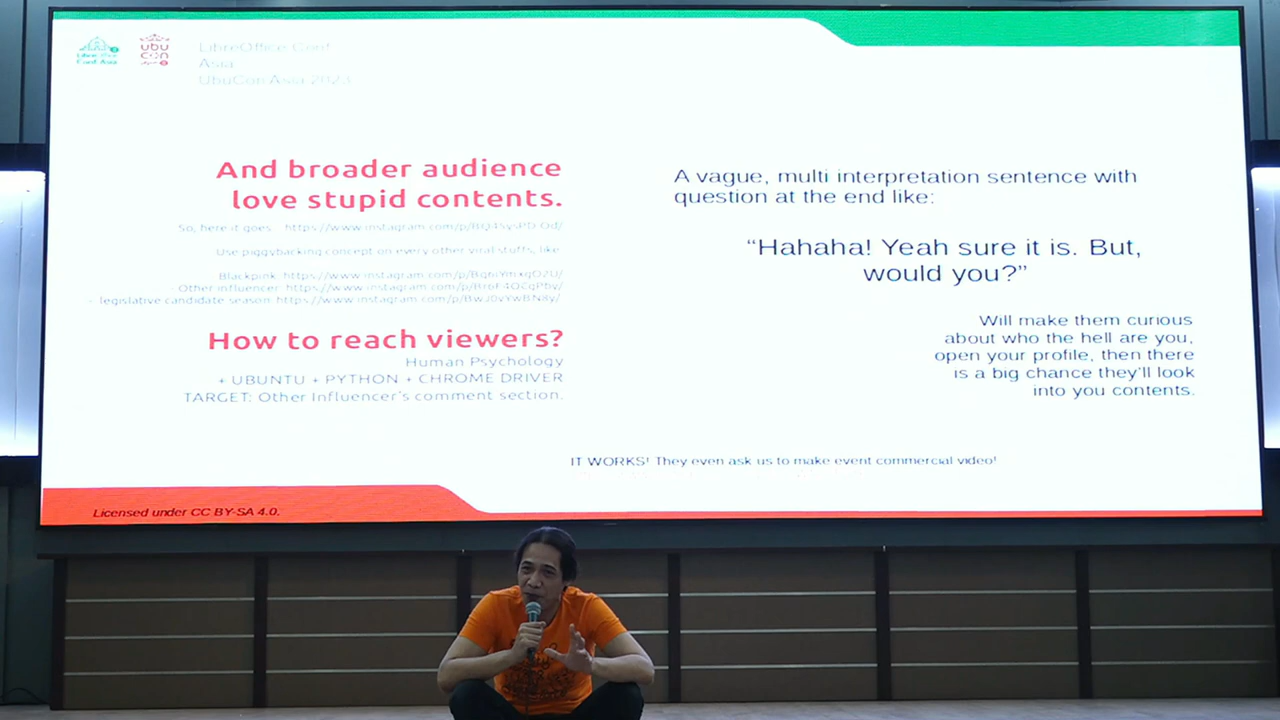 LibreOffice Conf
Asia
UbuCon Asia 2023
ubu
con
And broader audience
love stupid contents.
So, here it goes : https://www.instagram.com/p/
Use piggybacking concept on every other viral stuffs, like
Blackpink: https://www.instagram.com/p/
- Other influencer: https://www.instagram.com/p/
- legislative candidate season: https://www.instagram.com/p/
How to reach viewers?
Human Psychology
+ UBUNTU + PYTHON + CHROME DRIVER
TARGET: Other Influencer's comment section.
A vague, multi interpretation sentence with
question at the end like:
“Hahaha! Yeah sure it is. But,
would you?”
Will make them curious
about who the hell are you,
open your profile, then there
is a big chance they'll look
into you contents.
IT WORKS! They even ask us to make event commercial video!
Licensed under CC BY-SA 4.0.